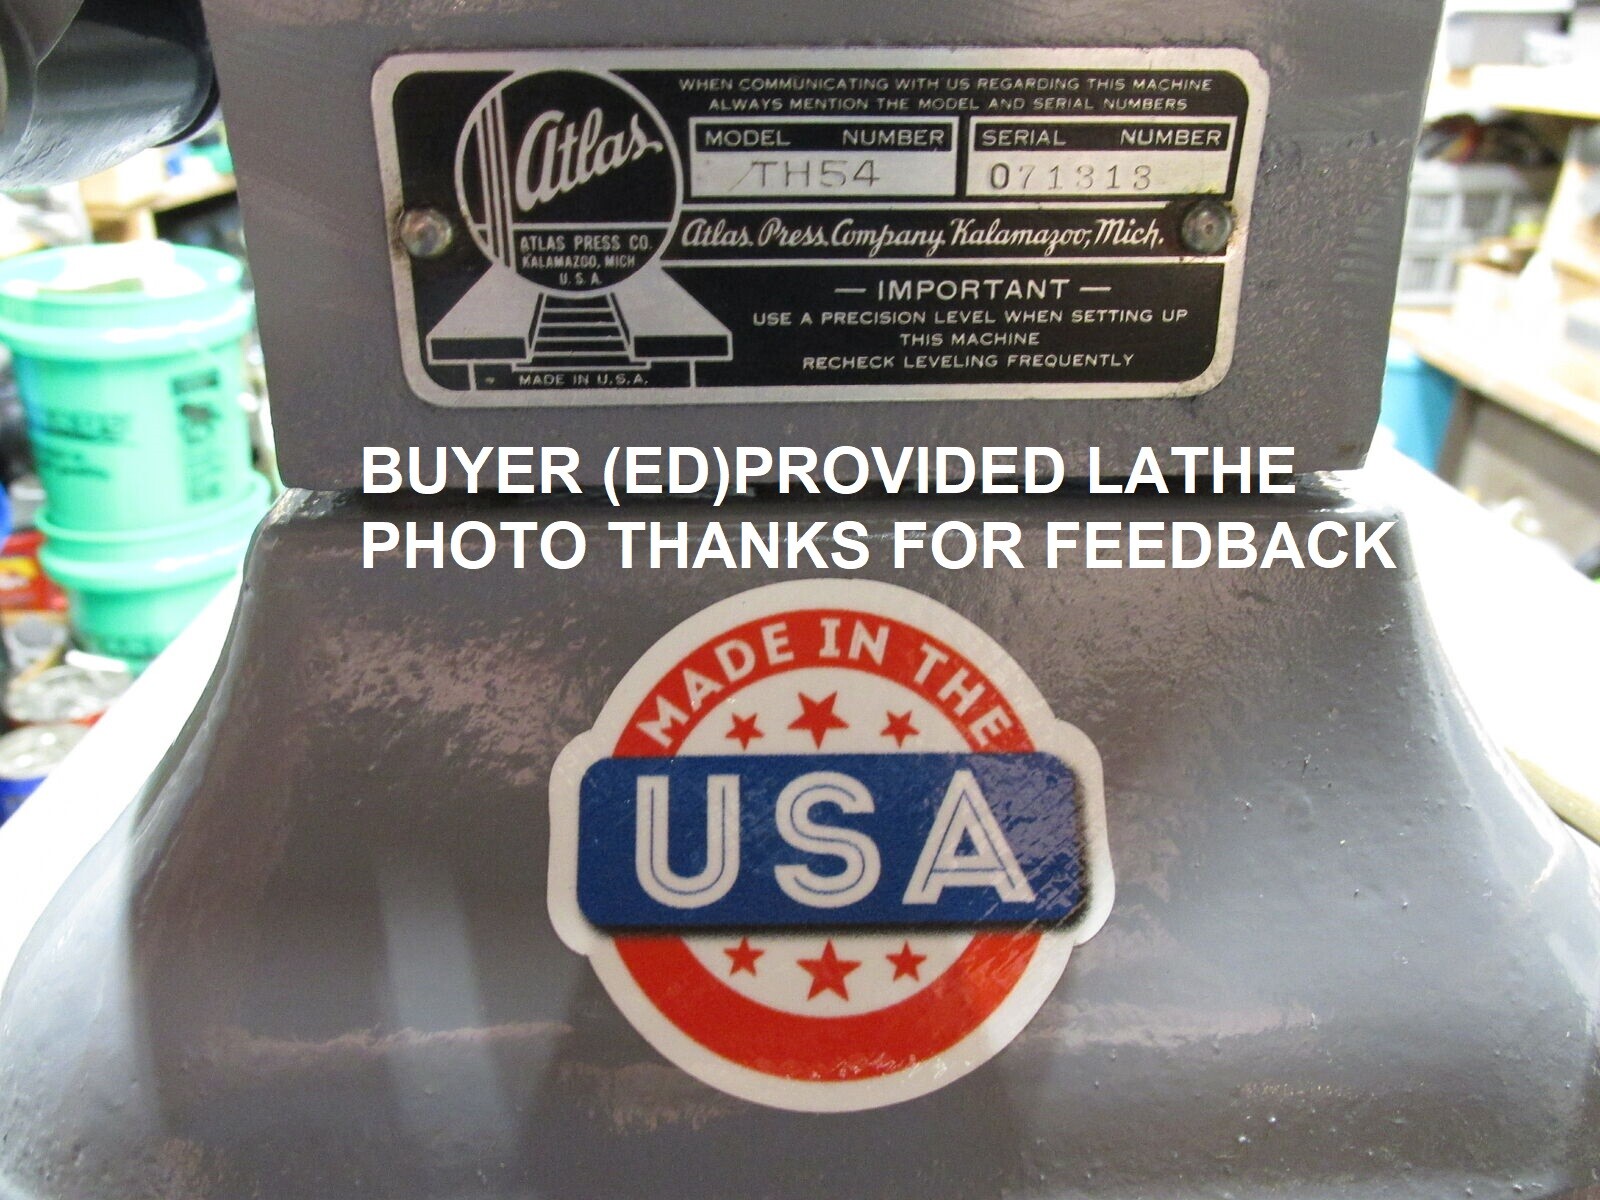 WHEN COMMUNICATING WITH US REGARDING THIS MACHINE
ALWAYS MENTION THE MODEL AND SERIAL NUMBERS
MODEL NUMBER
TH54
SERIAL NUMBER
071313
Atlas
ATLAS PRESS CO.
KALAMAZOO, MICH
U.S.A.
MADE IN U.S.A.
Atlas Press Company Kalamazoo, Mich.
— IMPORTANT —
USE A PRECISION LEVEL WHEN SETTING UP
THIS MACHINE
RECHECK LEVELING FREQUENTLY
BUYER (ED)PROVIDED LATHE
PHOTO THANKS FOR FEEDBACK
MADE IN THE
USA